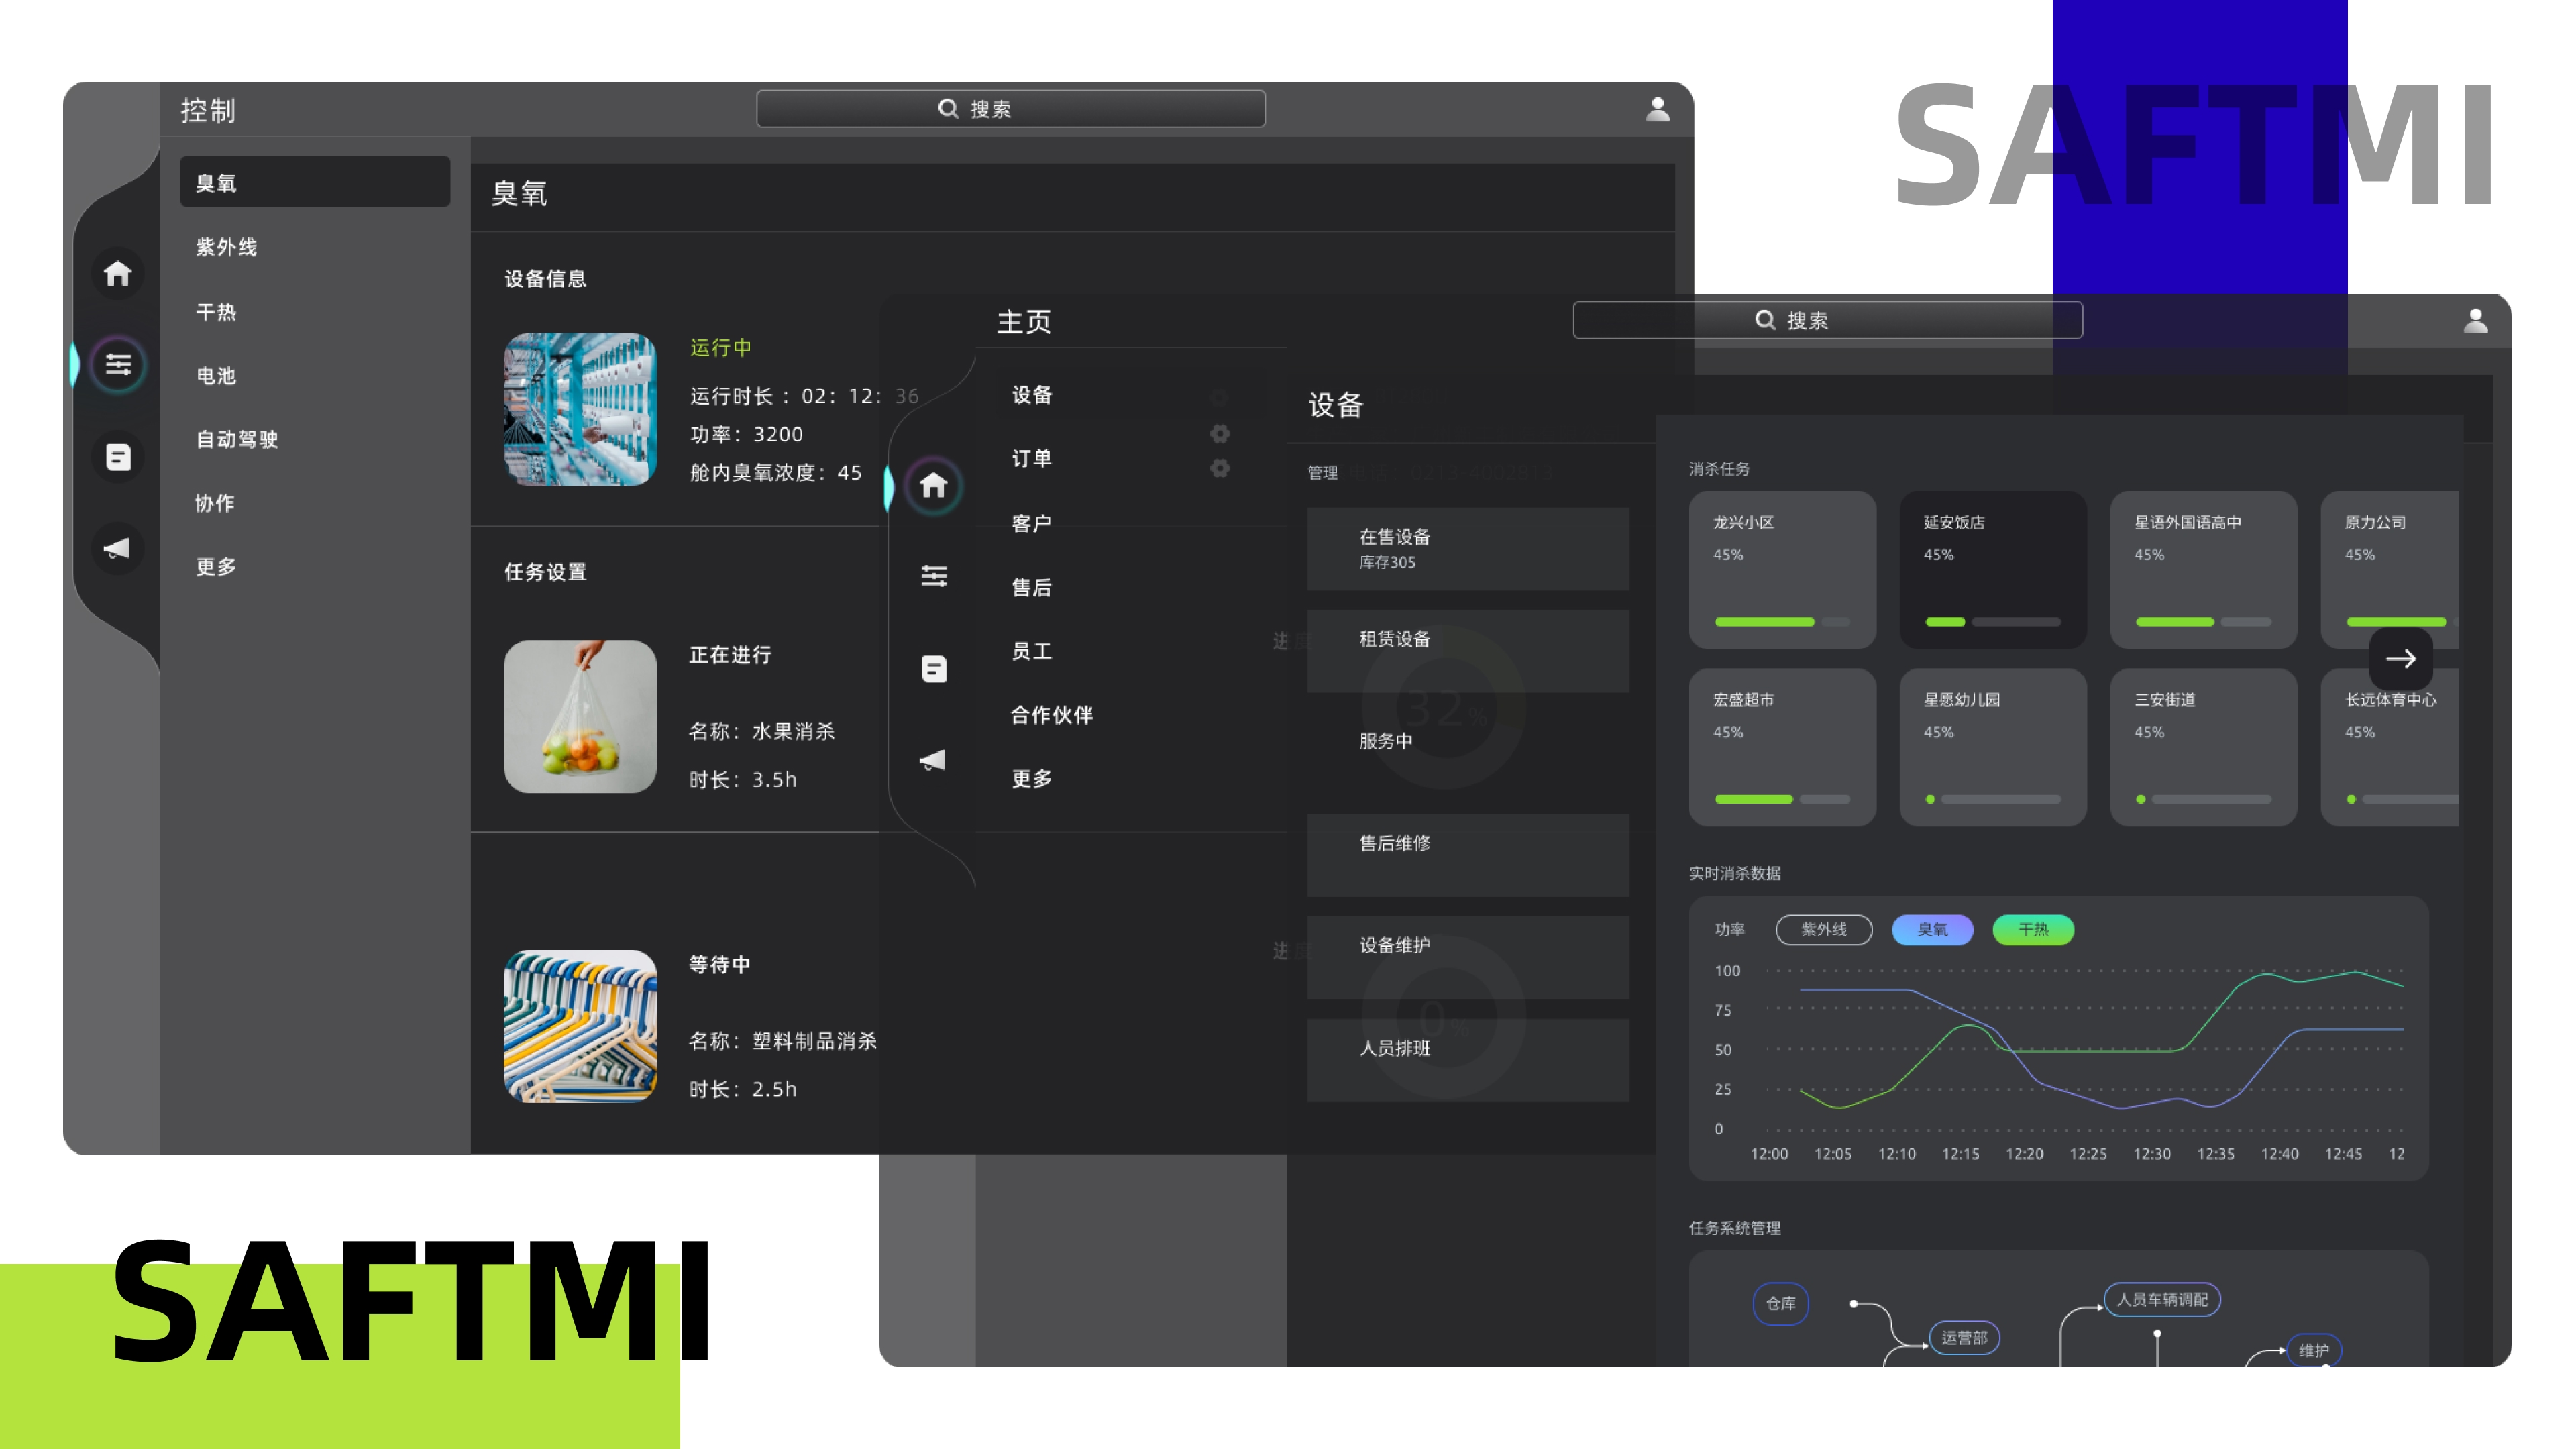 SAFTMI
控制
搜索
臭氧
紫外线
干热
电池
自动驾驶
协作
更多
臭氧
设备信息
运行中
运行时长：02：12：36
功率：3200
舱内臭氧浓度：45
任务设置
正在进行
名称：水果消杀
时长：3.5h
等待中
名称：塑料制品消杀
时长：2.5h
主页
搜索
设备
订单
客户
售后
员工
合作伙伴
更多
进度
32%
进度
0%
设备
管理
0219-4002813
在售设备
库存305
租赁设备
服务中
售后维修
设备维护
人员排班
消杀任务
龙兴小区
45%
延安饭店
45%
星语外国语高中
45%
原力公司
45%
宏盛超市
45%
星愿幼儿园
45%
三安街道
45%
长远体育中心
45%
实时消杀数据
功率 紫外线 臭氧 干热
100
75
50
25
0
12:00 12:05 12:10 12:15 12:20 12:25 12:30 12:35 12:40 12:45 12
任务系统管理
仓库
运营部
人员车辆调配
维护
SAFTMI